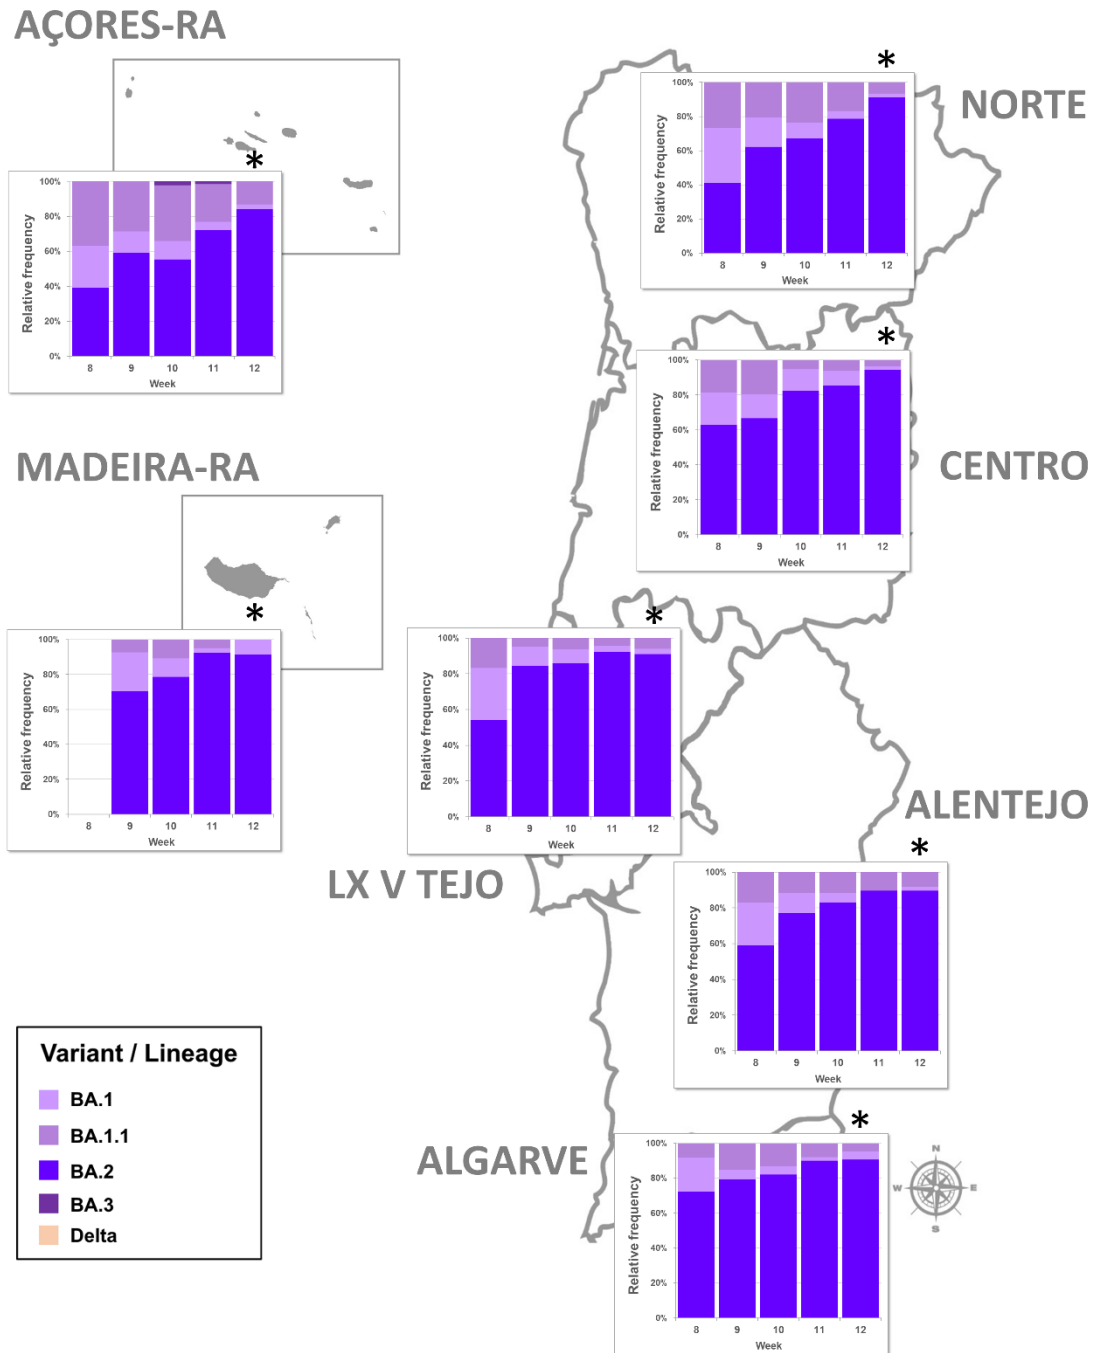 AÇORES-RA
*
100%
80%
60%
40%
20%
0%
Relative frequency
8 9 10 11 12
Week
NORTE
*
100%
80%
60%
40%
20%
0%
Relative frequency
8 9 10 11 12
Week
CENTRO
*
100%
80%
60%
40%
20%
0%
Relative frequency
8 9 10 11 12
Week
MADEIRA-RA
*
100%
80%
60%
40%
20%
0%
Relative frequency
8 9 10 11 12
Week
LX V TEJO
*
100%
80%
60%
40%
20%
0%
Relative frequency
8 9 10 11 12
Week
ALENTEJO
*
100%
80%
60%
40%
20%
0%
Relative frequency
8 9 10 11 12
Week
ALGARVE
*
100%
80%
60%
40%
20%
0%
Relative frequency
8 9 10 11 12
Week
Variant / Lineage
BA.1
BA.1.1
BA.2
BA.3
Delta
N
W E
S